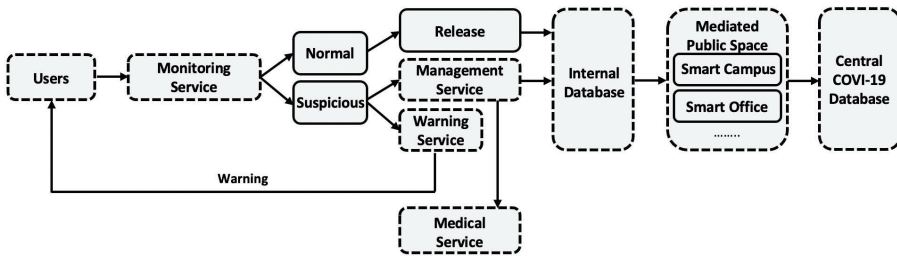 Users
Monitoring
Service
Normal
Suspicious
Release
Management
Service
Warning
Service
Warning
Medical
Service
Internal
Database
Mediated
Public Space
Smart Campus
Smart Office
........
Central
COVI-19
Database